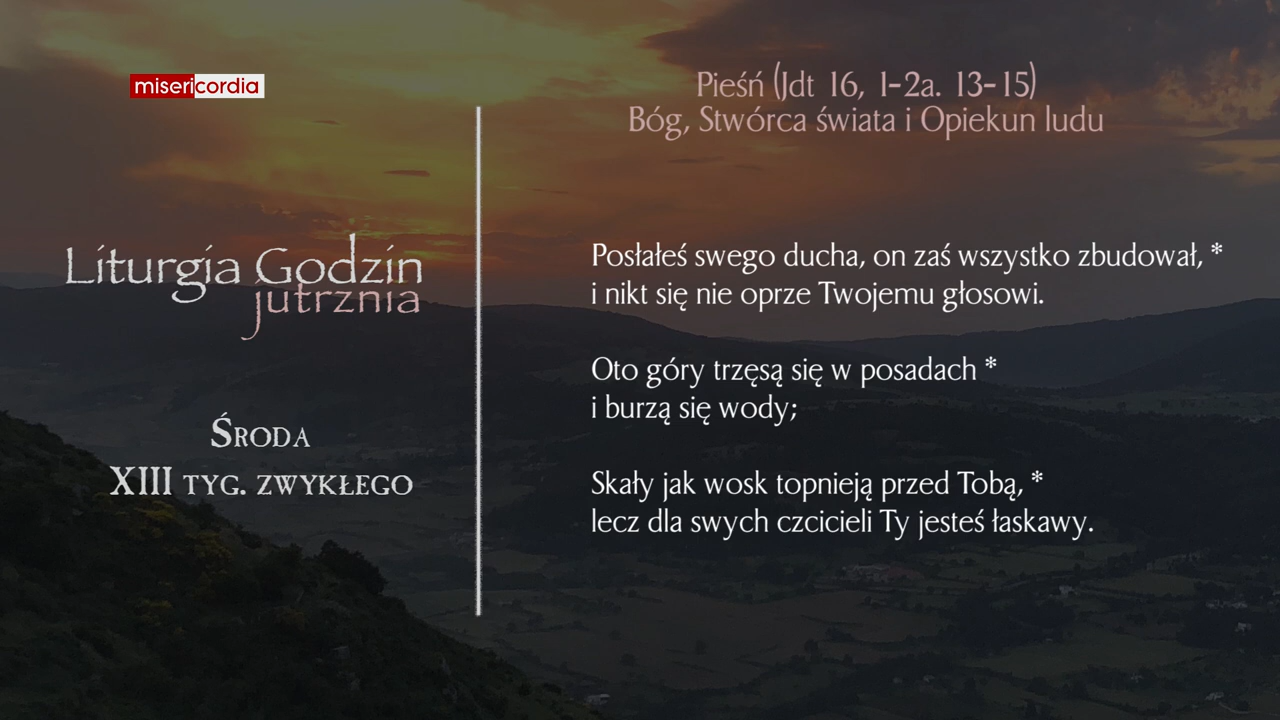 misericordia
Liturgia Godzin
jutrznia
Środa
XIII tyg. zwykłego
Pieśń (Jdt 16, 1-2a. 13-15)
Bóg, Stwórca świata i Opiekun ludu
Posłałeś swego ducha, on zaś wszystko zbudował, *
i nikt się nie oprze Twojemu głosowi.
Oto góry trzęsą się w posadach *
i burzą się wody;
Skały jak wosk topnieją przed Tobą, *
lecz dla swych czcicieli Ty jesteś łaskawy.